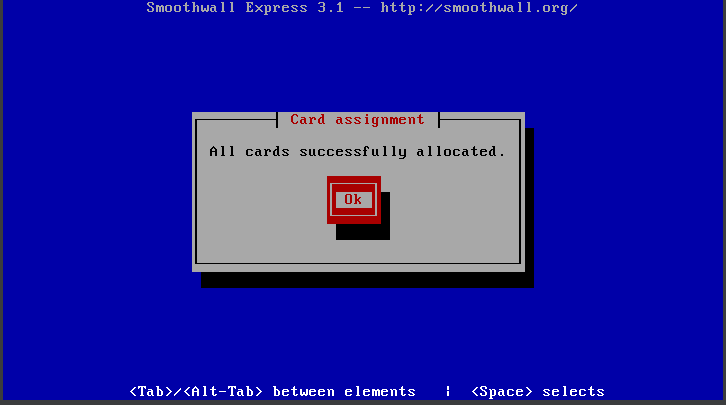 Smoothwall Express 3.1 -- http://smoothwall.org/
Card assignment
All cards successfully allocated.
Ok
<Tab>/<Alt-Tab> between elements | <Space> selects